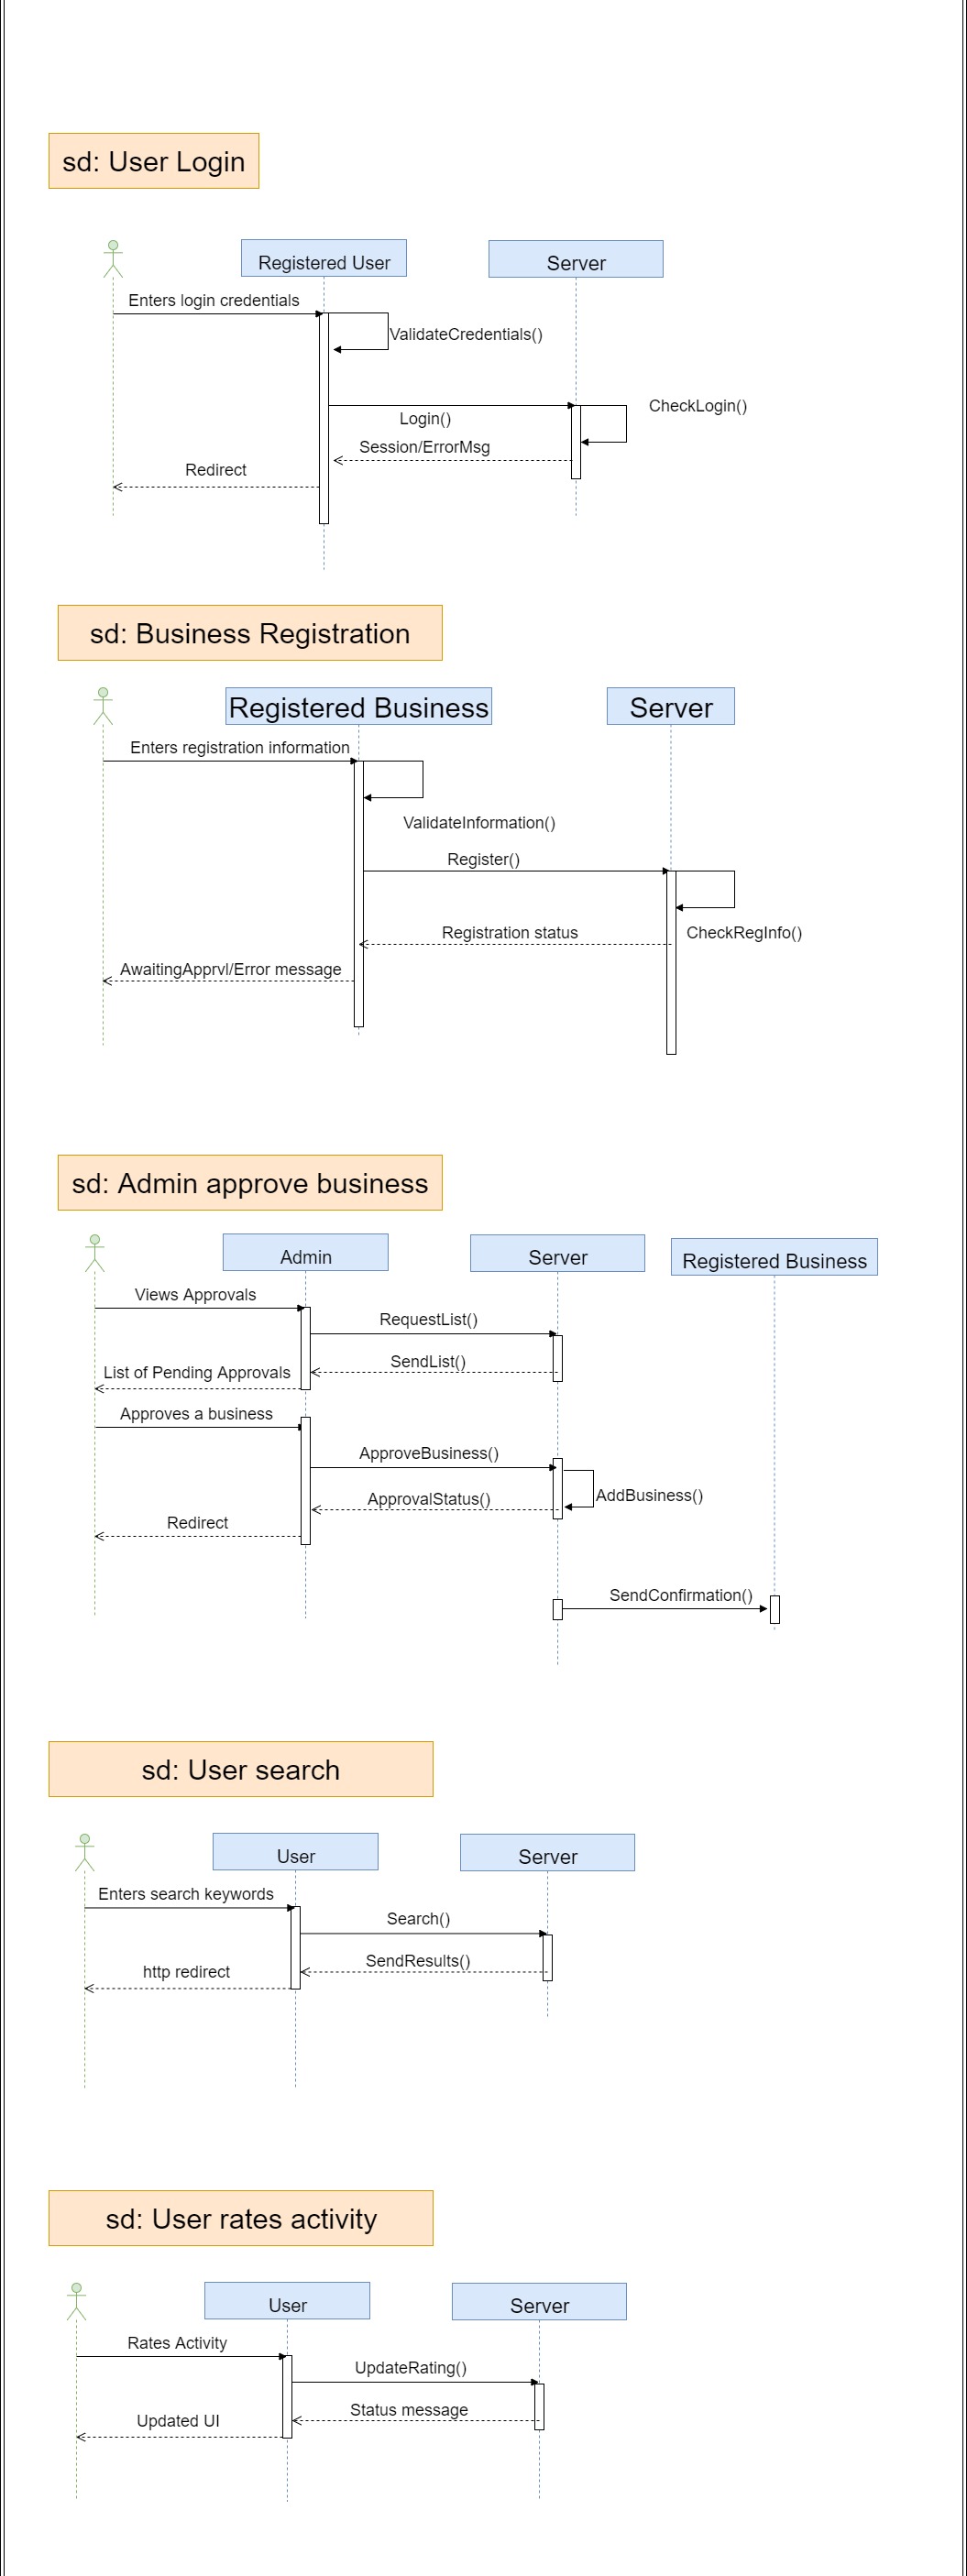 sd: User Login
Registered User
Server
Enters login credentials
ValidateCredentials()
CheckLogin()
Login()
Session/ErrorMsg
Redirect
sd: Business Registration
Registered Business
Server
Enters registration information
ValidateInformation()
Register()
Registration status
CheckRegInfo()
AwaitingApprvl/Error message
sd: Admin approve business
Admin
Server
Registered Business
Views Approvals
RequestList()
SendList()
List of Pending Approvals
Approves a business
ApproveBusiness()
AddBusiness()
ApprovalStatus()
Redirect
SendConfirmation()
sd: User search
User
Server
Enters search keywords
Search()
SendResults()
http redirect
sd: User rates activity
User
Server
Rates Activity
UpdateRating()
Status message
Updated UI